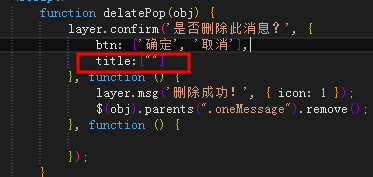 function delatePop(obj) {
layer.confirm('是否删除此消息？', {
btn: ['确定', '取消'],
title:[""]
}, function () {
layer.msg('删除成功！', { icon: 1 });
$(obj).parents(".oneMessage").remove();
}, function () {
});
}